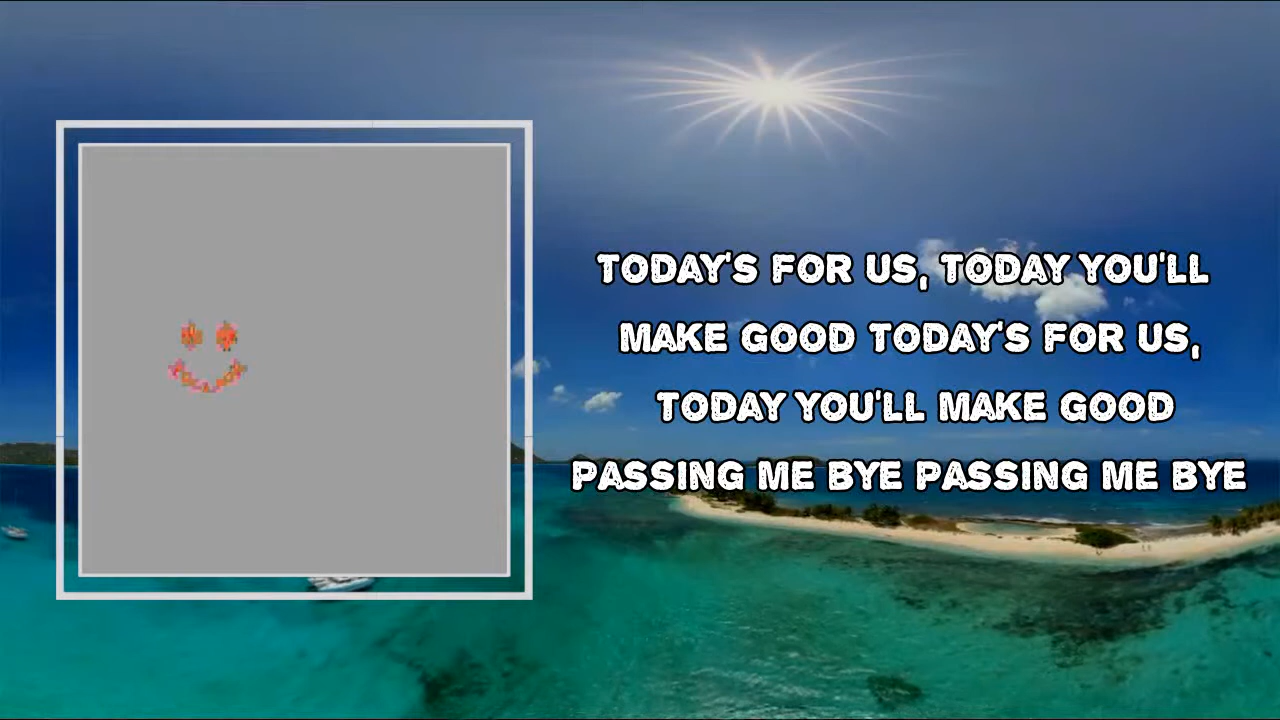 TODAY'S FOR US, TODAY YOU'LL
MAKE GOOD TODAY'S FOR US,
TODAY YOU'LL MAKE GOOD
PASSING ME BYE PASSING ME BYE